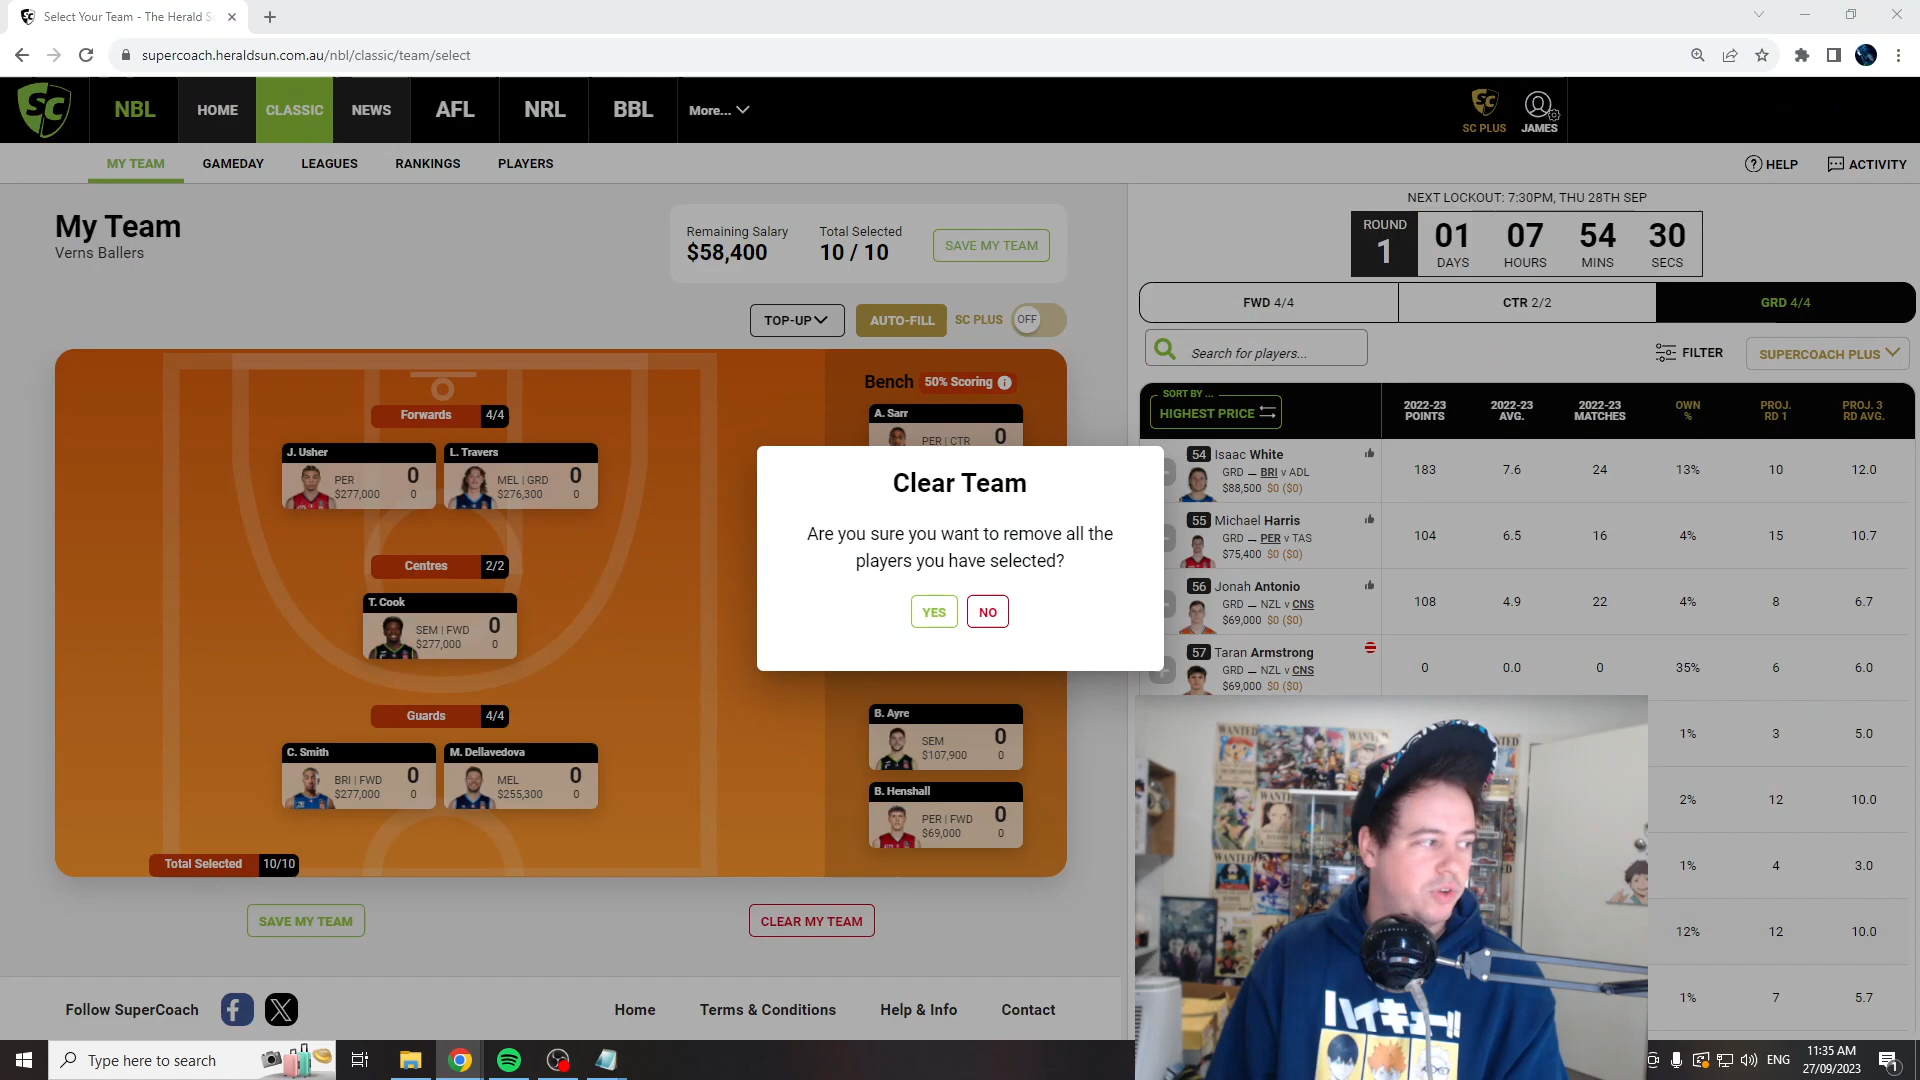 Select Your Team - The Herald S
supercoach.heraldsun.com.au/nbl/classic/team/select
SC
NBL
HOME
CLASSIC
NEWS
AFL
NRL
BBL
More...
SC
SC PLUS
JAMES
MY TEAM
GAMEDAY
LEAGUES
RANKINGS
PLAYERS
HELP
ACTIVITY
My Team
Verns Ballers
Remaining Salary
$58,400
Total Selected
10 / 10
SAVE MY TEAM
NEXT LOCKOUT: 7:30PM, THU 28TH SEP
ROUND
1
01
DAYS
07
HOURS
54
MINS
30
SECS
TOP-UP
AUTO-FILL
SC PLUS
OFF
FWD 4/4
CTR 2/2
GRD 4/4
Search for players...
FILTER
SUPERCOACH PLUS
SORT BY ...
HIGHEST PRICE
2022-23 POINTS
2022-23 AVG.
2022-23 MATCHES
OWN %
PROJ. RD 1
PROJ. 3 RD AVG.
Forwards 4/4
J. Usher
PER 0
$277,000 0
L. Travers
MEL | GRD 0
$276,300 0
Centres 2/2
T. Cook
SEM | FWD 0
$277,000 0
Guards 4/4
C. Smith
BRI | FWD 0
$277,000 0
M. Dellavedova
MEL 0
$255,300 0
Total Selected 10/10
Bench 50% Scoring i
A. Sarr
PER | CTR 0
B. Ayre
SEM 0
$107,900 0
B. Henshall
PER | FWD 0
$69,000 0
Clear Team
Are you sure you want to remove all the
players you have selected?
YES
NO
54 Isaac White
GRD — BRI v ADL
$88,500 $0 ($0)
183 7.6 24 13% 10 12.0
55 Michael Harris
GRD — PER v TAS
$75,400 $0 ($0)
104 6.5 16 4% 15 10.7
56 Jonah Antonio
GRD — NZL v CNS
$69,000 $0 ($0)
108 4.9 22 4% 8 6.7
57 Taran Armstrong
GRD — NZL v CNS
$69,000 $0 ($0)
0 0.0 0 35% 6 6.0
1% 3 5.0
2% 12 10.0
1% 4 3.0
12% 12 10.0
1% 7 5.7
WANTED
WANTED
WANTED
WANTED
ハイキュー!!
SAVE MY TEAM
CLEAR MY TEAM
Follow SuperCoach
Home
Terms & Conditions
Help & Info
Contact
Type here to search
ENG
11:35 AM
27/09/2023
1